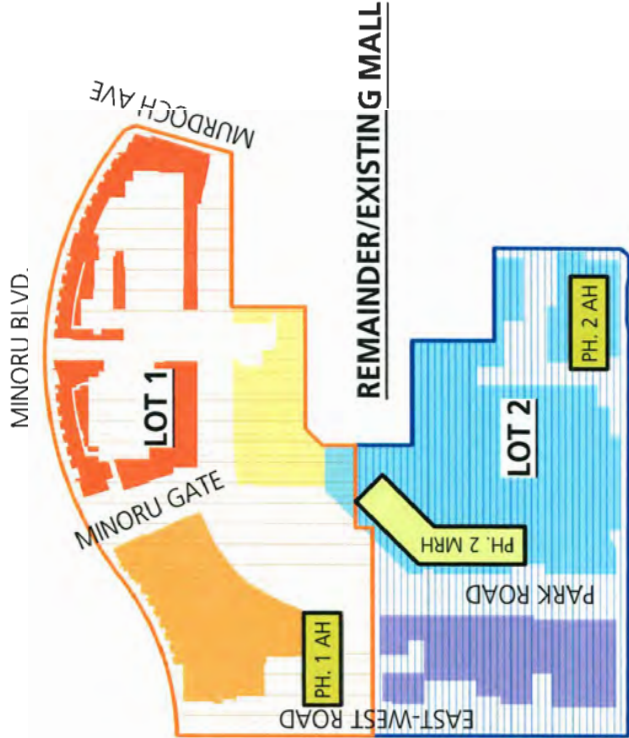 MINORU BLVD.
MURDOCH AVE
LOT 1
MINORU GATE
REMAINDER/EXISTING MALL
PH. 1 AH
EAST-WEST ROAD
PH. 2 MRH
PARK ROAD
LOT 2
PH. 2 AH